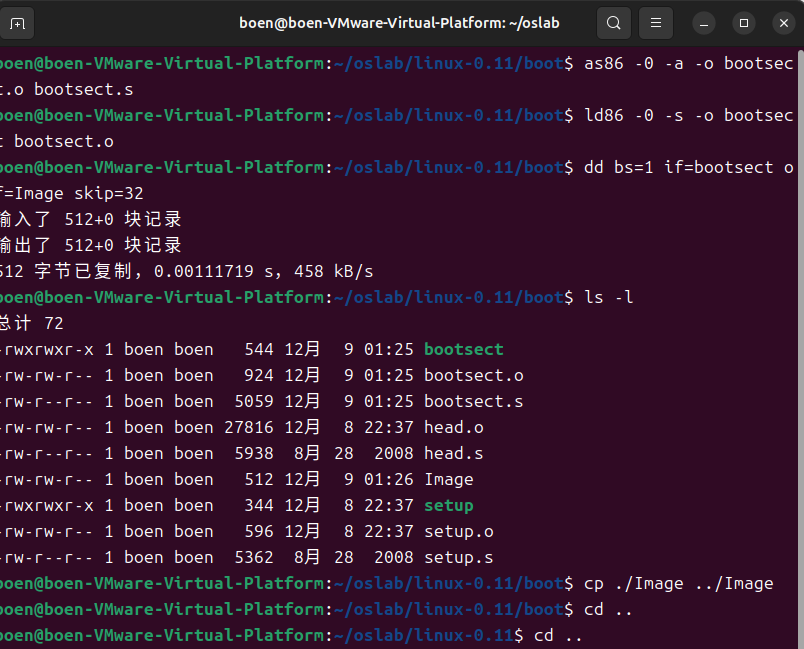 boen@boen-VMware-Virtual-Platform: ~/oslab
boen@boen-VMware-Virtual-Platform:~/oslab/linux-0.11/boot$ as86 -0 -a -o bootsec
t.o bootsect.s
boen@boen-VMware-Virtual-Platform:~/oslab/linux-0.11/boot$ ld86 -0 -s -o bootsec
t bootsect.o
boen@boen-VMware-Virtual-Platform:~/oslab/linux-0.11/boot$ dd bs=1 if=bootsect o
f=Image skip=32
输入了 512+0 块记录
输出了 512+0 块记录
512 字节已复制，0.00111719 s，458 kB/s
boen@boen-VMware-Virtual-Platform:~/oslab/linux-0.11/boot$ ls -l
总计 72
-rwxrwxr-x 1 boen boen   544 12月  9 01:25 bootsect
-rw-rw-r-- 1 boen boen   924 12月  9 01:25 bootsect.o
-rw-r--r-- 1 boen boen  5059 12月  9 01:25 bootsect.s
-rw-rw-r-- 1 boen boen 27816 12月  8 22:37 head.o
-rw-r--r-- 1 boen boen  5938  8月 28  2008 head.s
-rw-rw-r-- 1 boen boen   512 12月  9 01:26 Image
-rwxrwxr-x 1 boen boen   344 12月  8 22:37 setup
-rw-rw-r-- 1 boen boen   596 12月  8 22:37 setup.o
-rw-r--r-- 1 boen boen  5362  8月 28  2008 setup.s
boen@boen-VMware-Virtual-Platform:~/oslab/linux-0.11/boot$ cp ./Image ../Image
boen@boen-VMware-Virtual-Platform:~/oslab/linux-0.11/boot$ cd ..
boen@boen-VMware-Virtual-Platform:~/oslab/linux-0.11$ cd ..